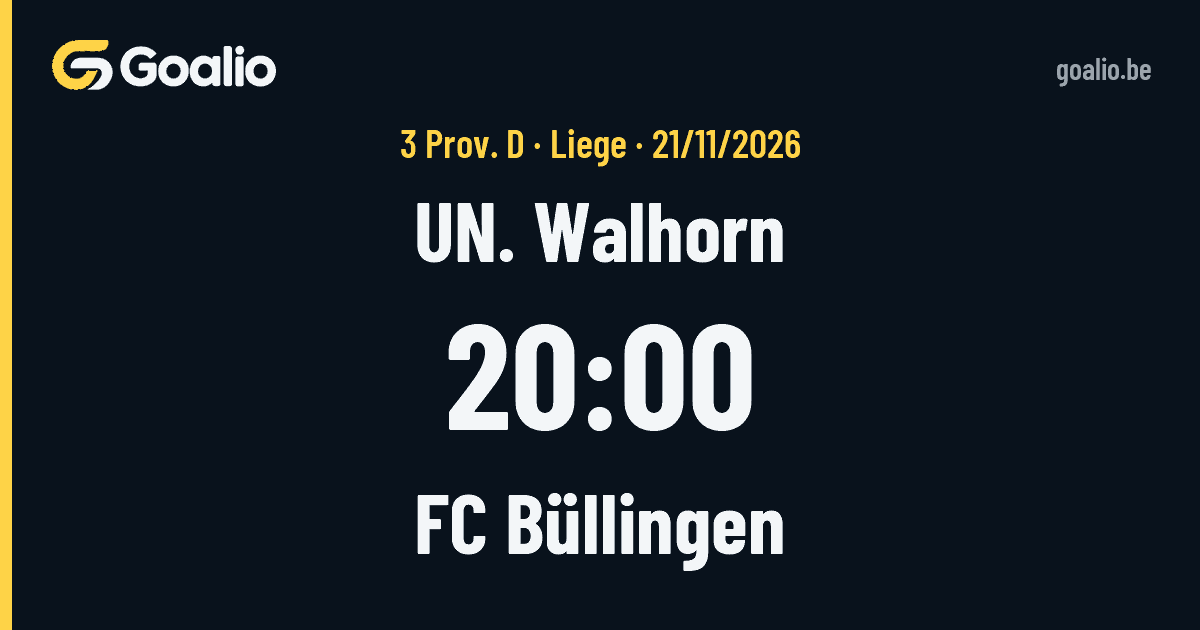 Goalio
goalio.be
3 Prov. D · Liege · 21/11/2026
UN. Walhorn
20:00
FC Büllingen